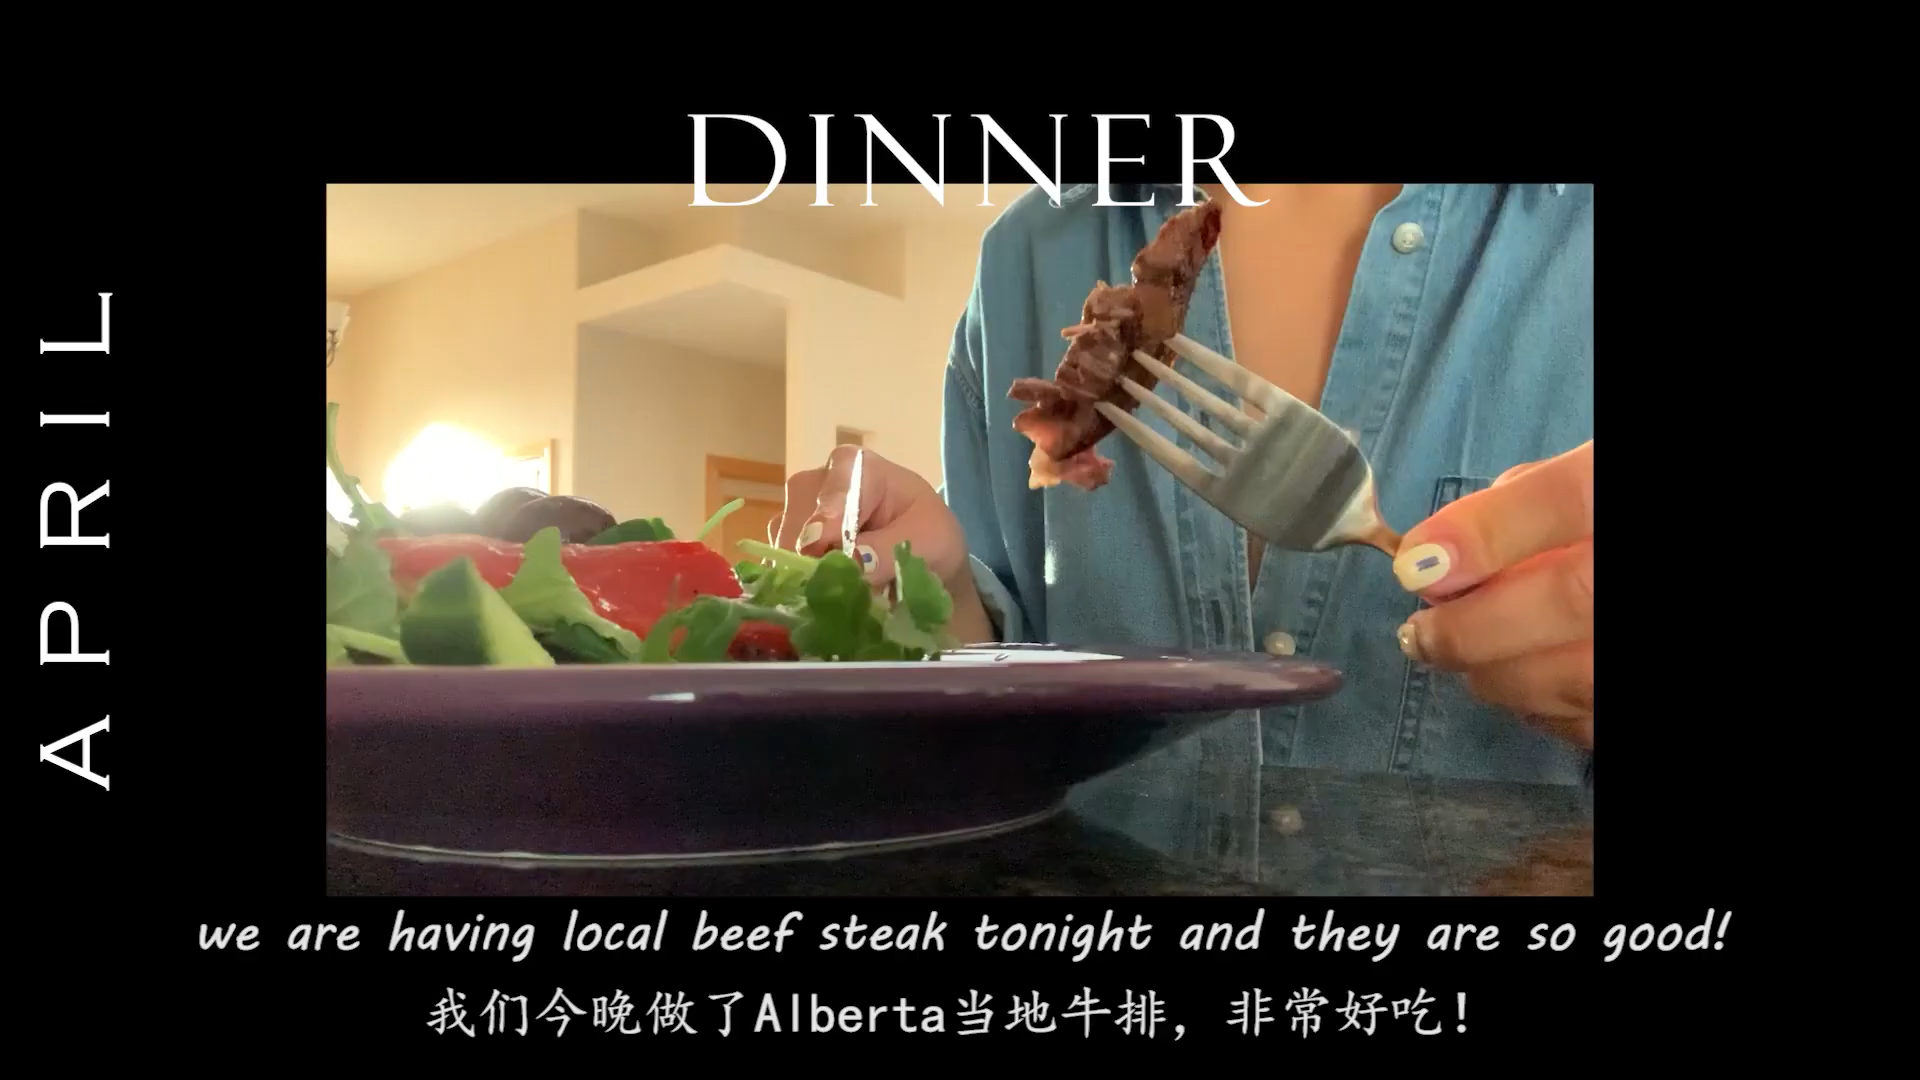 DINNER
APRIL
we are having local beef steak tonight and they are so good!
我们今晚做了Alberta当地牛排，非常好吃！